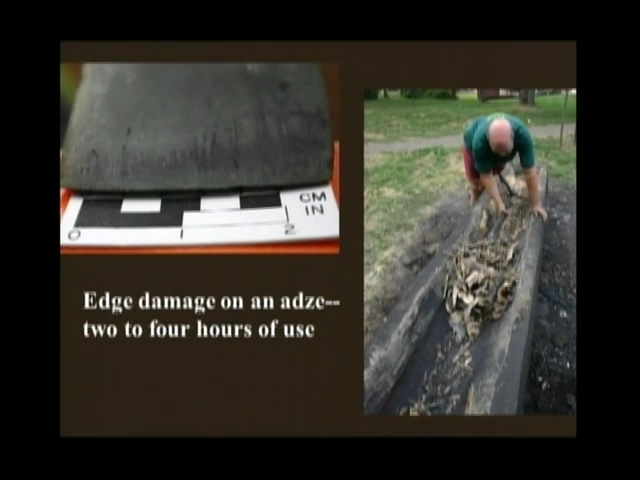 CM
IN
0 1 2
Edge damage on an adze--
two to four hours of use